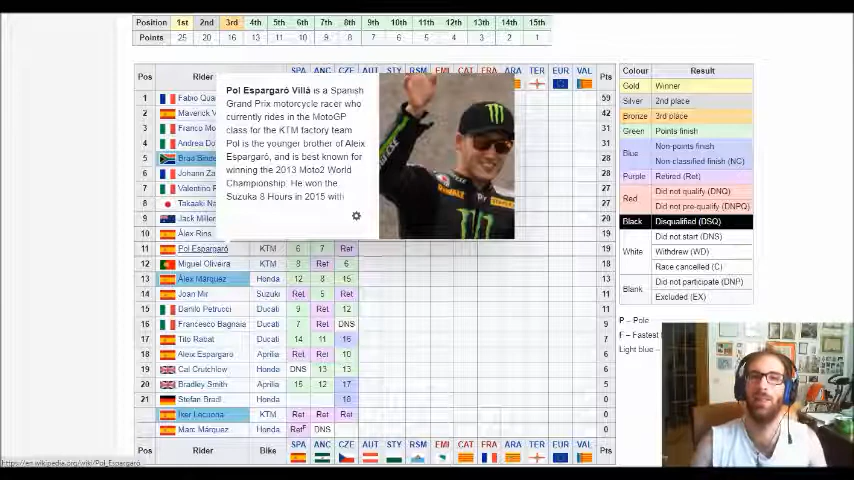 Position 1st 2nd 3rd 4th 5th 6th 7th 8th 9th 10th 11th 12th 13th 14th 15th
Points 25 20 16 13 11 10 9 8 7 6 5 4 3 2 1
Pos Rider SPA ANC CZE ARA TER EUR VAL Pts
1 Fabio Qua 59
2 Maverick V 42
3 Franco Mo
4 Andrea Do
5 Brad Binde 28
6 Johann Za 28
7 Valentino R
8 Takaaki Na
9 Jack Miller 20
10 Álex Rins
11 Pol Espargaró KTM 6 7 Ret 19
12 Miguel Oliveira KTM 8 Ret 6 18
13 Álex Márquez Honda 12 8 15 13
14 Joan Mir Suzuki Ret 5 Ret 11
15 Danilo Petrucci Ducati 9 Ret 12 11
16 Francesco Bagnaia Ducati 7 Ret DNS 9
17 Tito Rabat Ducati 14 11 16 7
18 Aleix Espargaró Aprilia Ret Ret 10 6
19 Cal Crutchlow Honda DNS 13 13 6
20 Bradley Smith Aprilia 15 12 17 5
21 Stefan Bradl Honda 18 0
Iker Lecuona KTM Ret Ret Ret 0
Marc Márquez Honda RetF DNS 0
Pos Rider Bike SPA ANC CZE AUT STY RSM EMI CAT FRA ARA TER EUR VAL Pts
Pol Espargaró Villà is a Spanish
Grand Prix motorcycle racer who
currently rides in the MotoGP
class for the KTM factory team
Pol is the younger brother of Aleix
Espargaró, and is best known for
winning the 2013 Moto2 World
Championship. He won the
Suzuka 8 Hours in 2015 with
Colour Result
Gold Winner
Silver 2nd place
Bronze 3rd place
Green Points finish
Blue Non-points finish
Non-classified finish (NC)
Purple Retired (Ret)
Red Did not qualify (DNQ)
Did not pre-qualify (DNPQ)
Black Disqualified (DSQ)
White Did not start (DNS)
Withdrew (WD)
Race cancelled (C)
Blank Did not participate (DNP)
Excluded (EX)
P – Pole
F – Fastest
Light blue –
https://en.wikipedia.org/wiki/Pol_Espargaró